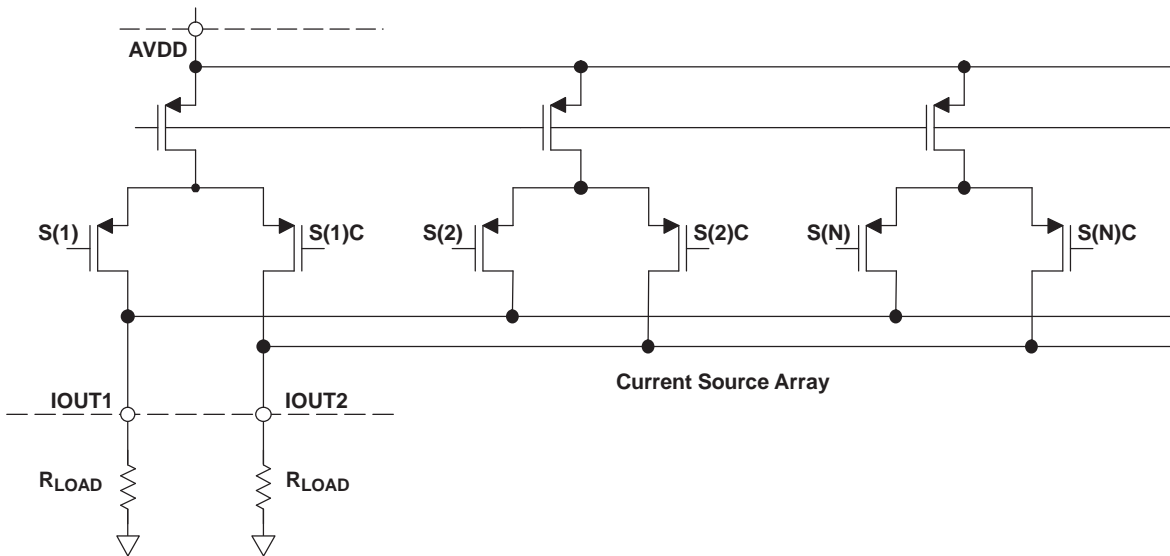 AVDD
S(1)
S(1)C
S(2)
S(2)C
S(N)
S(N)C
Current Source Array
IOUT1
IOUT2
RLOAD
RLOAD